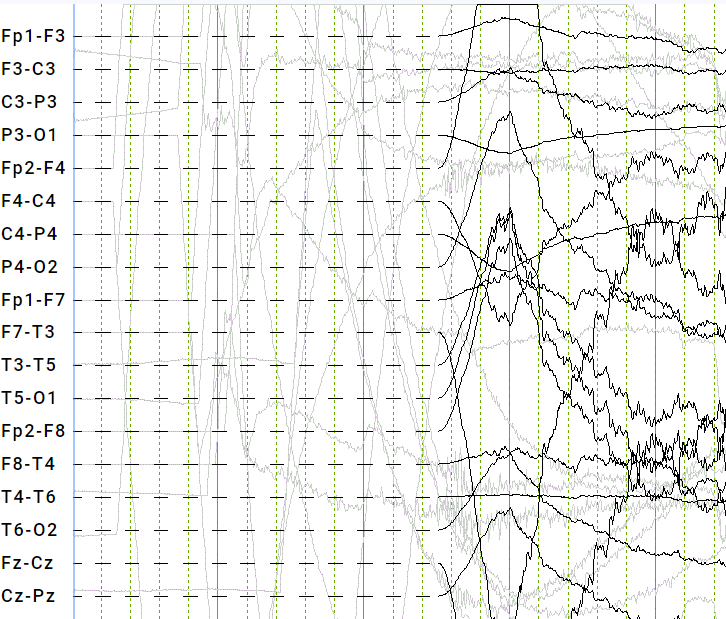 Fp1-F3
F3-C3
C3-P3
P3-O1
Fp2-F4
F4-C4
C4-P4
P4-O2
Fp1-F7
F7-T3
T3-T5
T5-O1
Fp2-F8
F8-T4
T4-T6
T6-O2
Fz-Cz
Cz-Pz